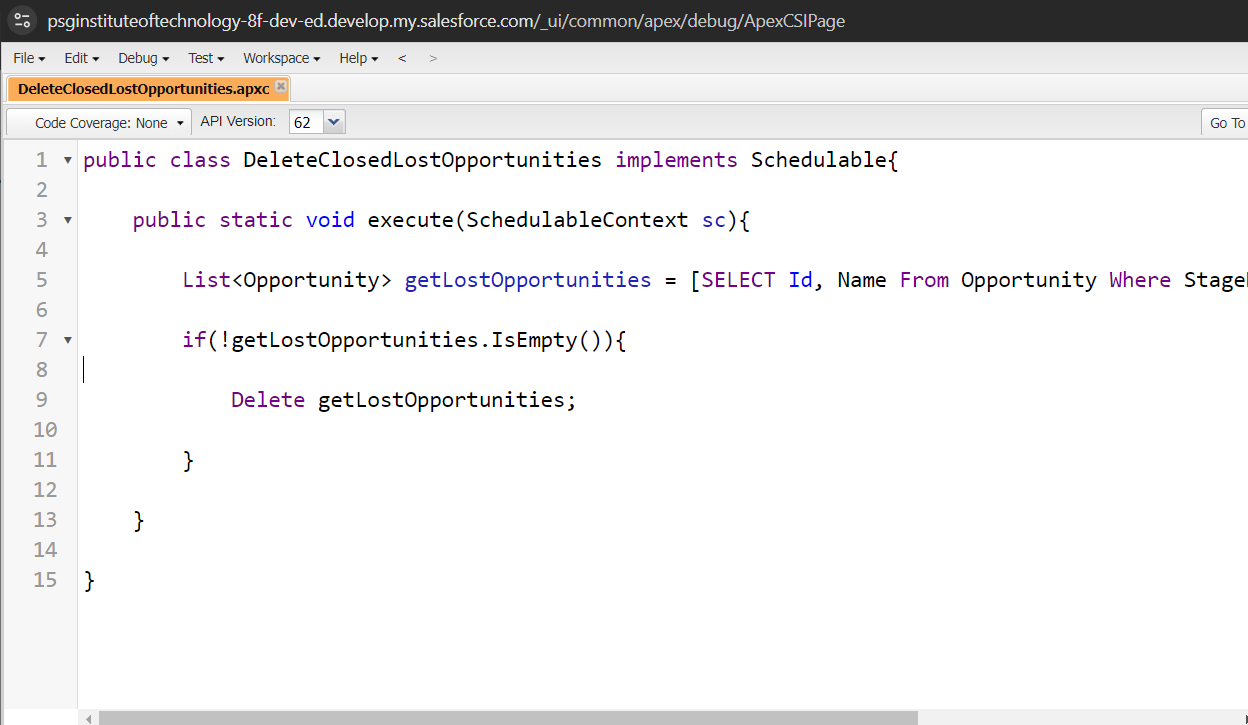 psginstituteoftechnology-8f-dev-ed.develop.my.salesforce.com/_ui/common/apex/debug/ApexCSIPage
File Edit Debug Test Workspace Help < >
DeleteClosedLostOpportunities.apxc
Code Coverage: None API Version: 62 Go To
1 public class DeleteClosedLostOpportunities implements Schedulable{
2
3 public static void execute(SchedulableContext sc){
4
5 List<Opportunity> getLostOpportunities = [SELECT Id, Name From Opportunity Where Stage
6
7 if(!getLostOpportunities.IsEmpty()){
8
9 Delete getLostOpportunities;
10
11 }
12
13 }
14
15 }